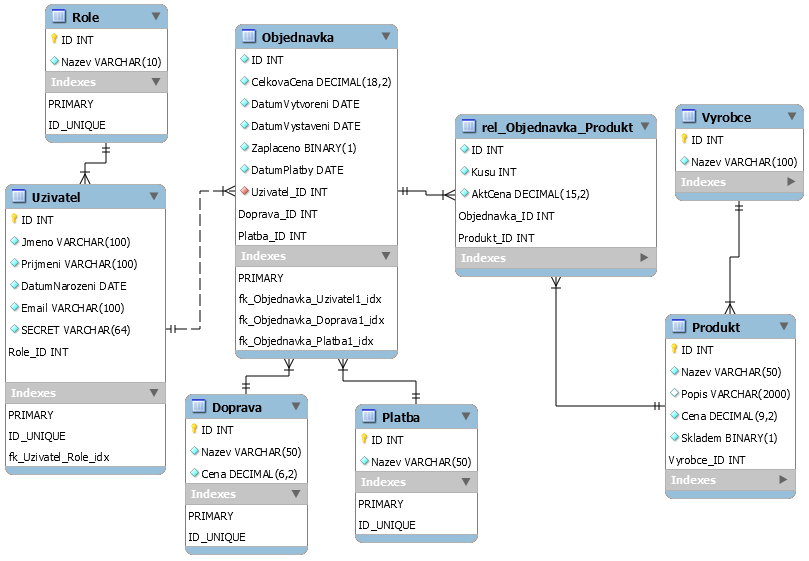 Role
ID INT
Nazev VARCHAR(10)
Indexes
PRIMARY
ID_UNIQUE
Uzivatel
ID INT
Jmeno VARCHAR(100)
Prijmeni VARCHAR(100)
DatumNarozeni DATE
Email VARCHAR(100)
SECRET VARCHAR(64)
Role_ID INT
Indexes
PRIMARY
ID_UNIQUE
fk_Uzivatel_Role_idx
Objednavka
ID INT
CelkovaCena DECIMAL(18,2)
DatumVytvoreni DATE
DatumVystaveni DATE
Zaplaceno BINARY(1)
DatumPlatby DATE
Uzivatel_ID INT
Doprava_ID INT
Platba_ID INT
Indexes
PRIMARY
fk_Objednavka_Uzivatel1_idx
fk_Objednavka_Doprava1_idx
fk_Objednavka_Platba1_idx
Doprava
ID INT
Nazev VARCHAR(50)
Cena DECIMAL(6,2)
Indexes
PRIMARY
ID_UNIQUE
Platba
ID INT
Nazev VARCHAR(50)
Indexes
PRIMARY
ID_UNIQUE
rel_Objednavka_Produkt
ID INT
Kusu INT
AktCena DECIMAL(15,2)
Objednavka_ID INT
Produkt_ID INT
Indexes
Vyrobce
ID INT
Nazev VARCHAR(100)
Indexes
Produkt
ID INT
Nazev VARCHAR(50)
Popis VARCHAR(2000)
Cena DECIMAL(9,2)
Skladem BINARY(1)
Vyrobce_ID INT
Indexes